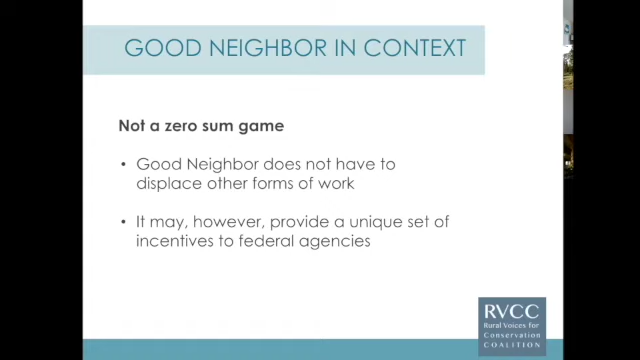 GOOD NEIGHBOR IN CONTEXT
Not a zero sum game
• Good Neighbor does not have to
displace other forms of work
• It may, however, provide a unique set of
incentives to federal agencies
RVCC
Rural Voices for
Conservation
COALITION